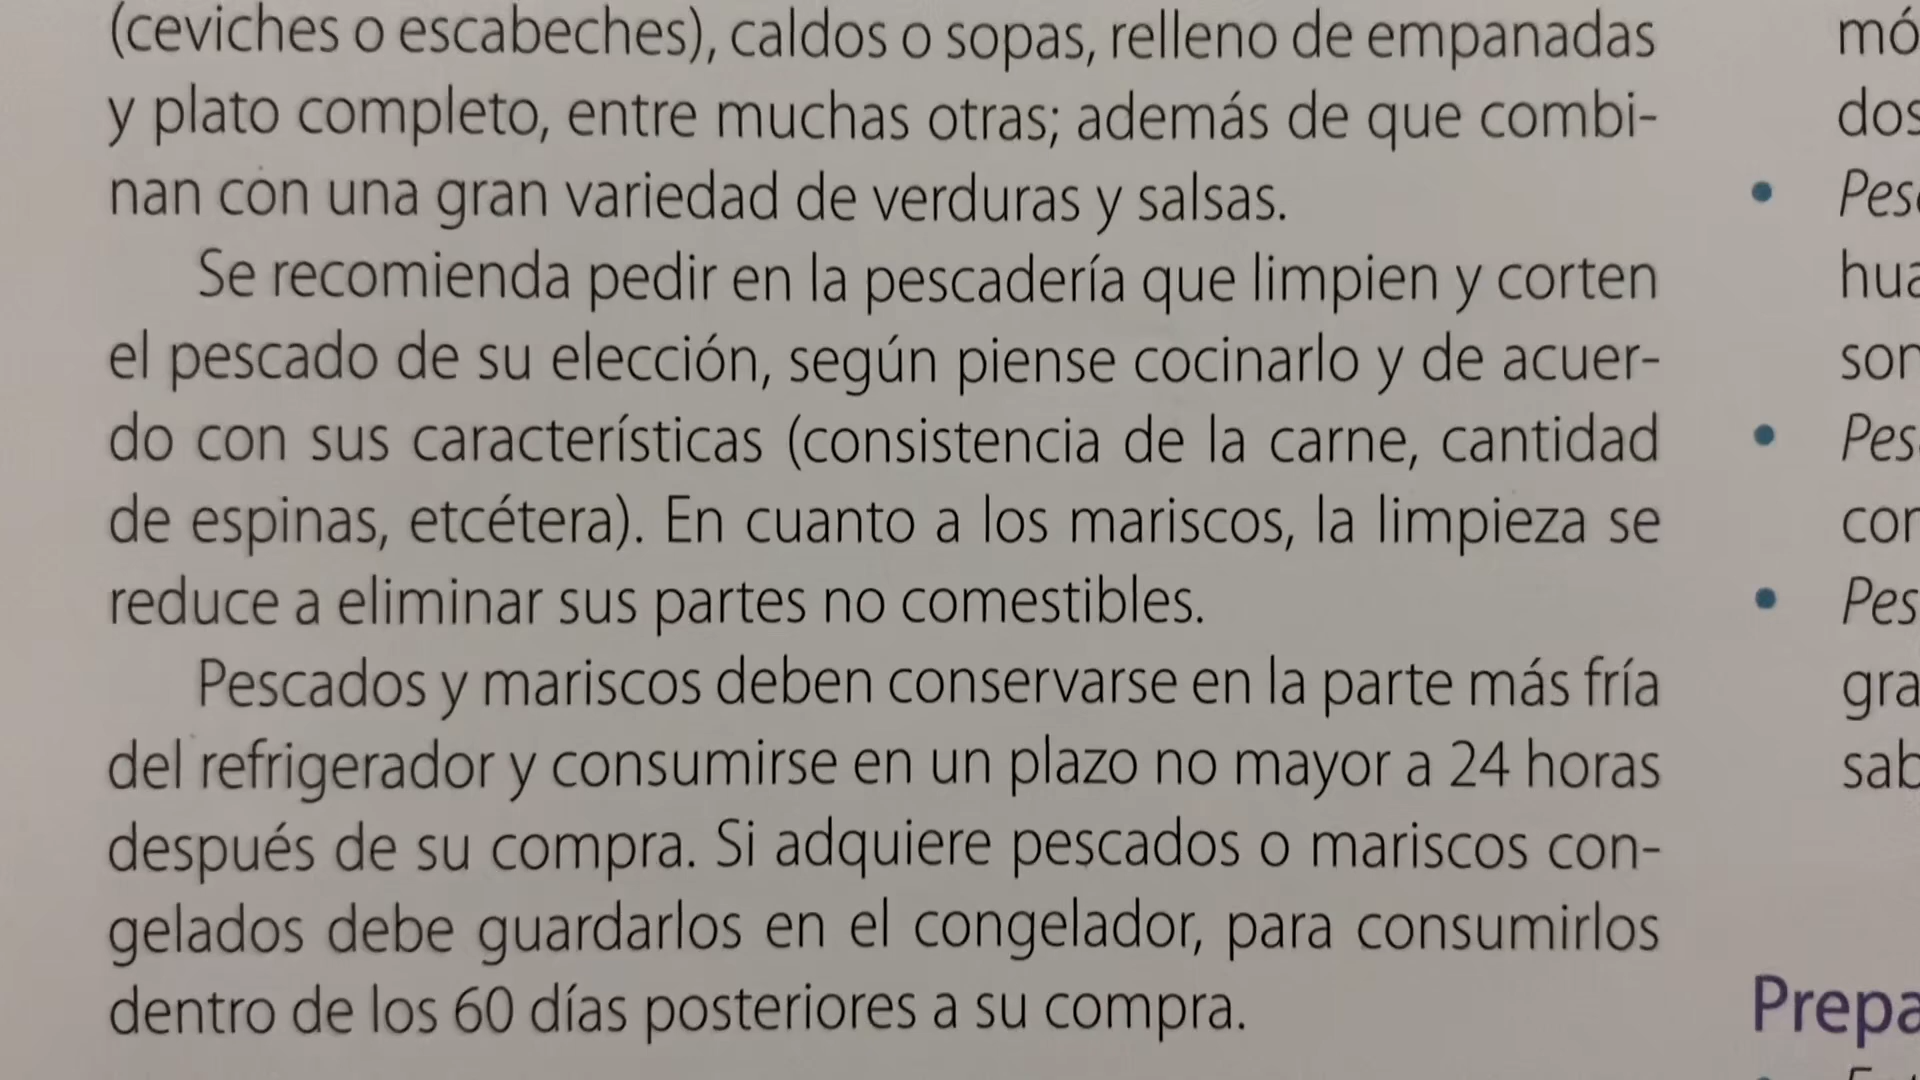 (ceviches o escabeches), caldos o sopas, relleno de empanadas
y plato completo, entre muchas otras; además de que combi-
nan con una gran variedad de verduras y salsas.
Se recomienda pedir en la pescadería que limpien y corten
el pescado de su elección, según piense cocinarlo y de acuer-
do con sus características (consistencia de la carne, cantidad
de espinas, etcétera). En cuanto a los mariscos, la limpieza se
reduce a eliminar sus partes no comestibles.
Pescados y mariscos deben conservarse en la parte más fría
del refrigerador y consumirse en un plazo no mayor a 24 horas
después de su compra. Si adquiere pescados o mariscos con-
gelados debe guardarlos en el congelador, para consumirlos
dentro de los 60 días posteriores a su compra.